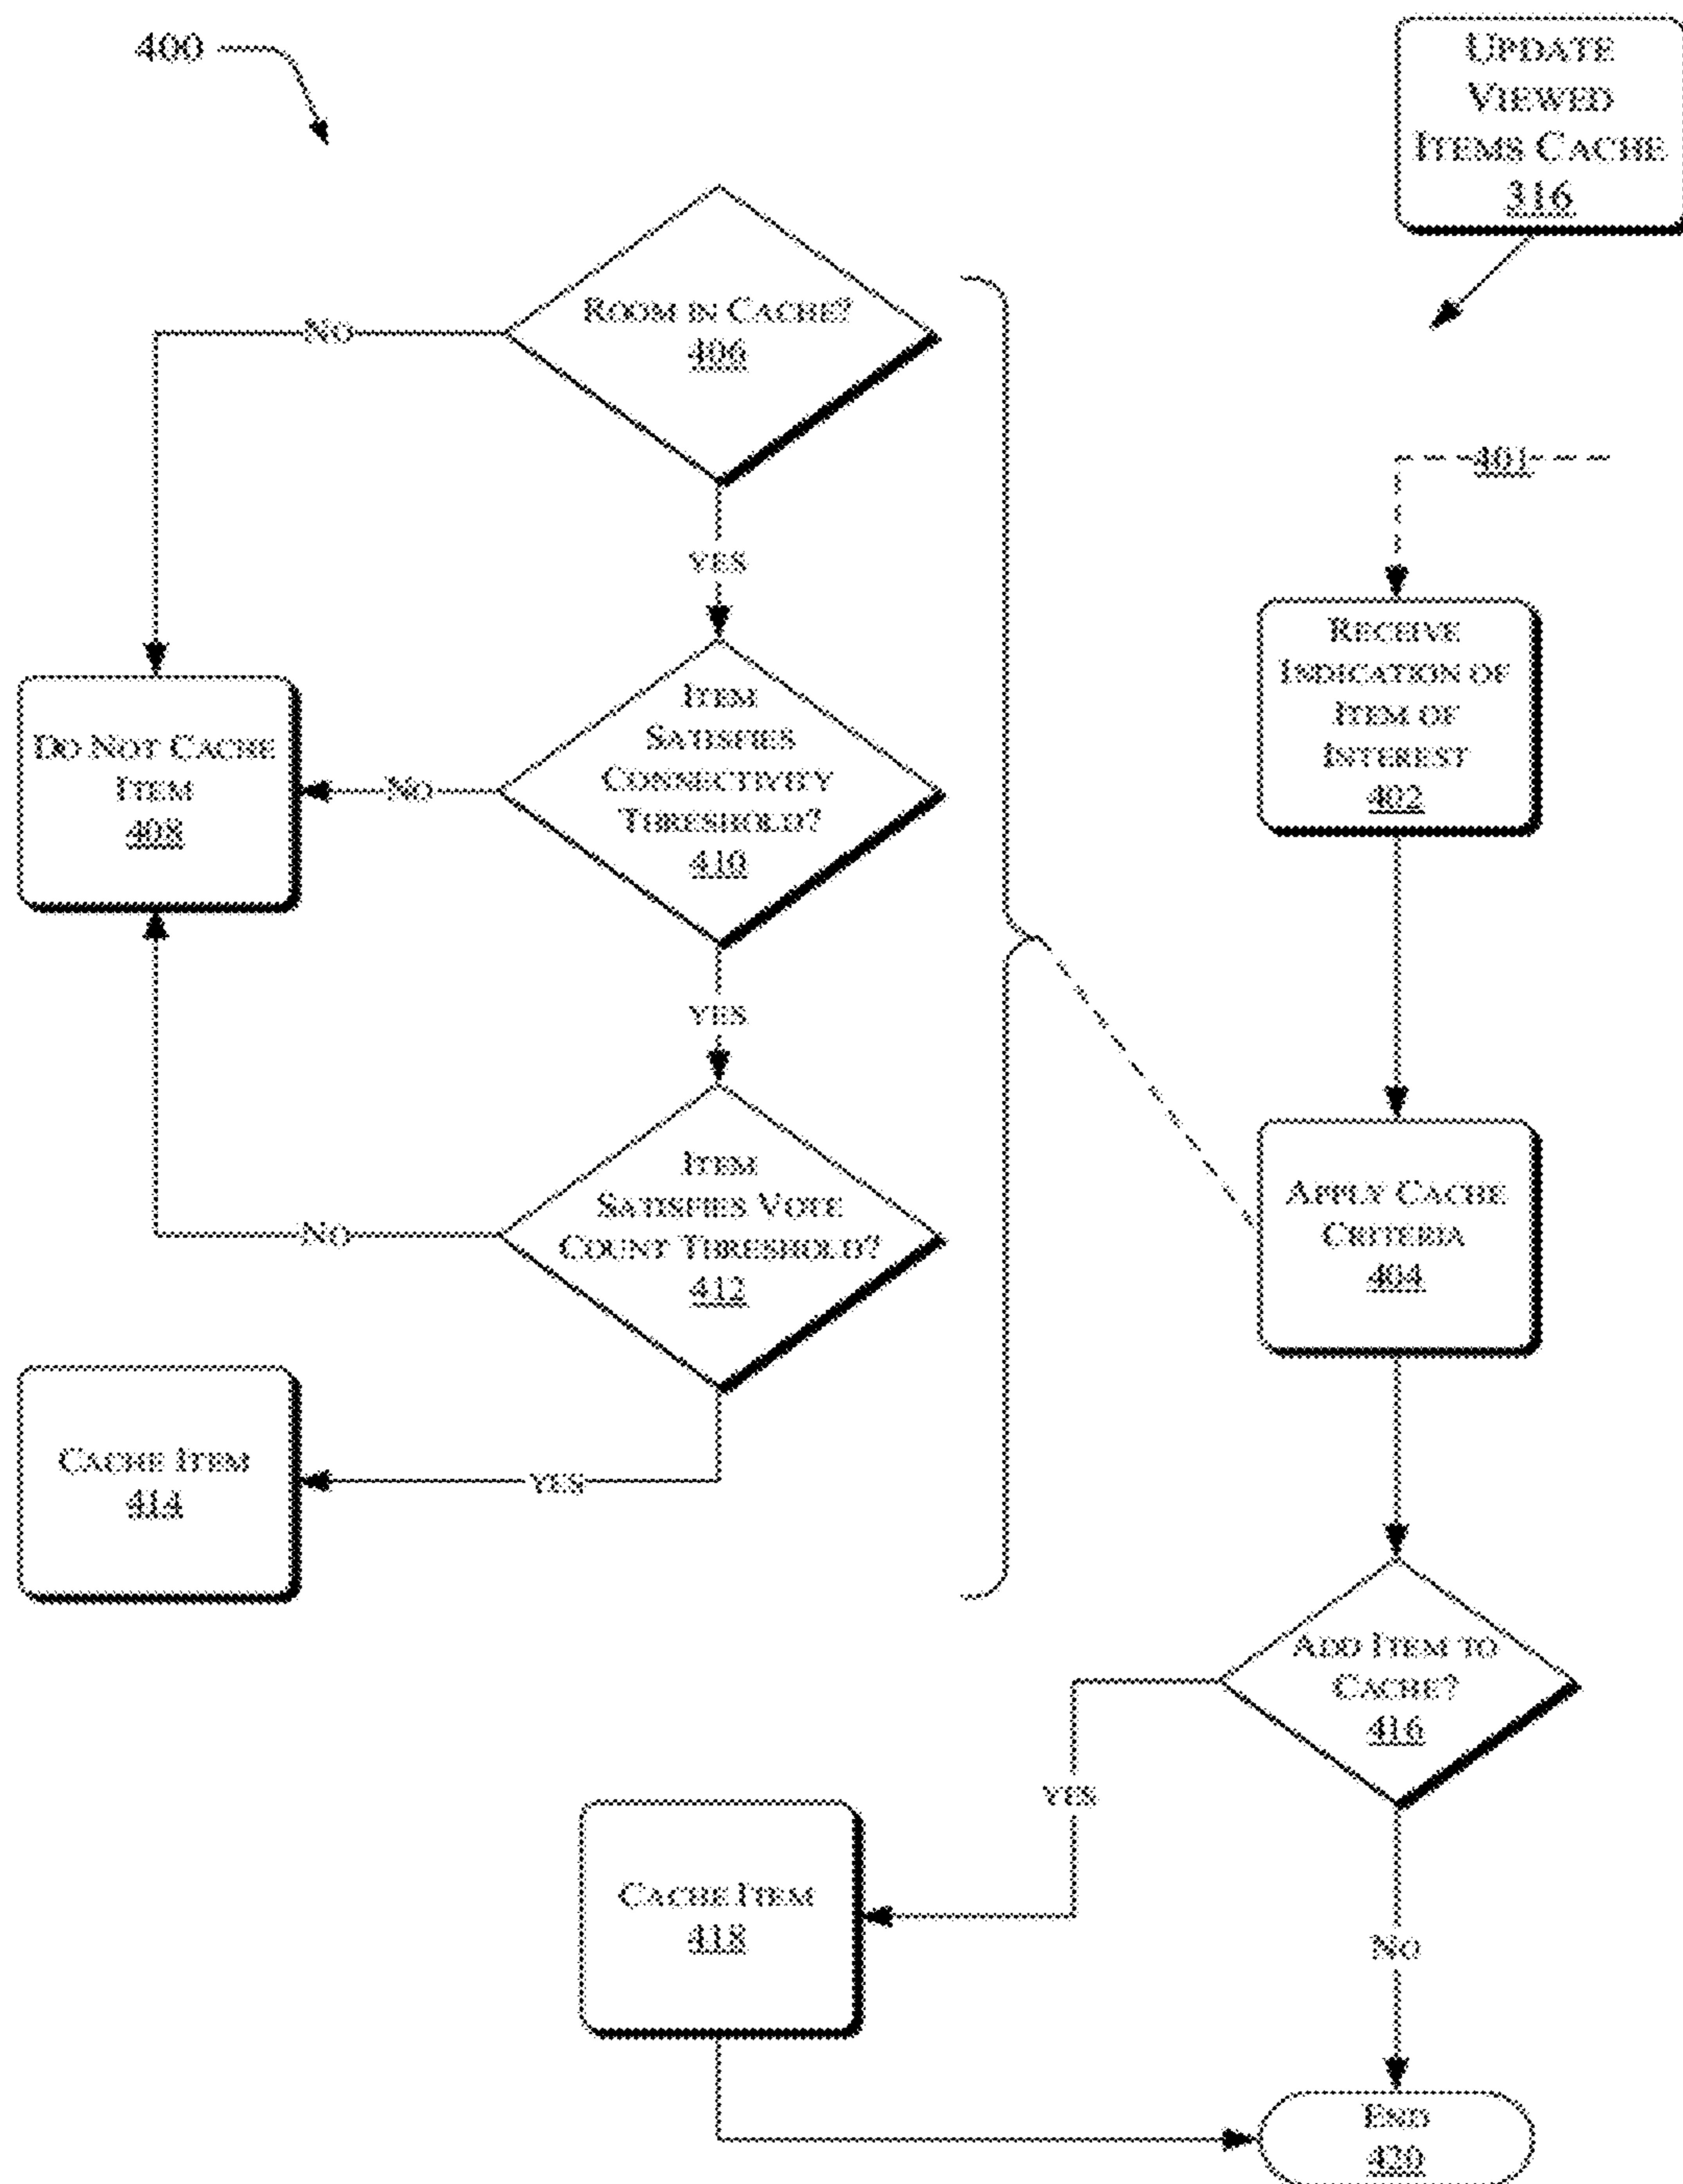 400
UPDATE
VIEWED
ITEMS CACHE
316
ROOM IN CACHE?
406
NO
YES
401
RECEIVE
INDICATION OF
ITEM OF
INTEREST
402
DO NOT CACHE
ITEM
408
NO
ITEM
SATISFIES
CONNECTIVITY
THRESHOLD?
410
YES
ITEM
SATISFIES VOTE
COUNT THRESHOLD?
412
NO
APPLY CACHE
CRITERIA
404
CACHE ITEM
414
YES
ADD ITEM TO
CACHE?
416
YES
CACHE ITEM
418
NO
END
420